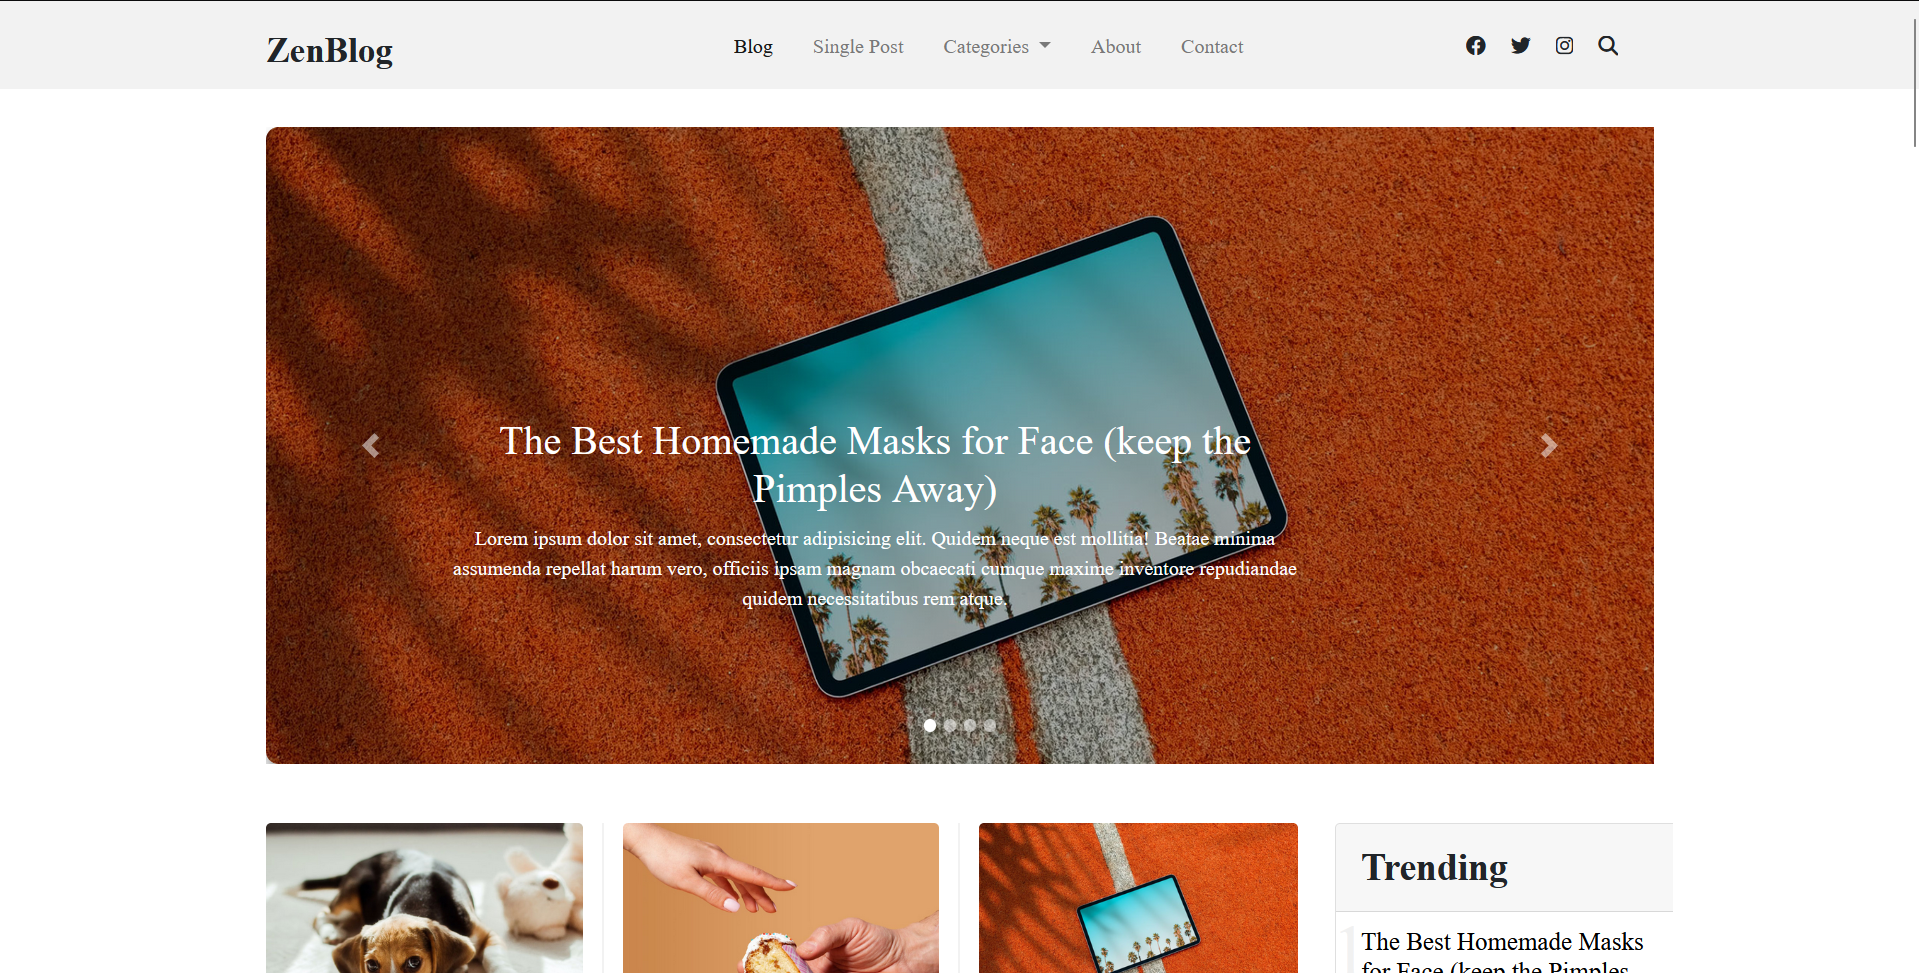 ZenBlog
Blog
Single Post
Categories
About
Contact
The Best Homemade Masks for Face (keep the
Pimples Away)
Lorem ipsum dolor sit amet, consectetur adipisicing elit. Quidem neque est mollitia! Beatae minima
assumenda repellat harum vero, officiis ipsam magnam obcaecati cumque maxime inventore repudiandae
quidem necessitatibus rem atque.
Trending
1
The Best Homemade Masks
for Face (keep the Pimples